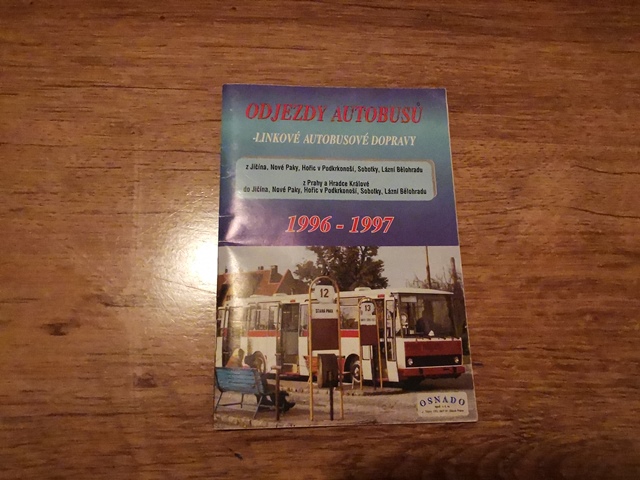 ODJEZDY AUTOBUSŮ
-LINKOVÉ AUTOBUSOVÉ DOPRAVY
z Jičína, Nové Paky, Hořic v Podkrkonoší, Sobotky, Lázní Bělohradu
z Prahy a Hradce Králové
do Jičína, Nové Paky, Hořic v Podkrkonoší, Sobotky, Lázní Bělohradu
1996 - 1997
12
13
OSNADO